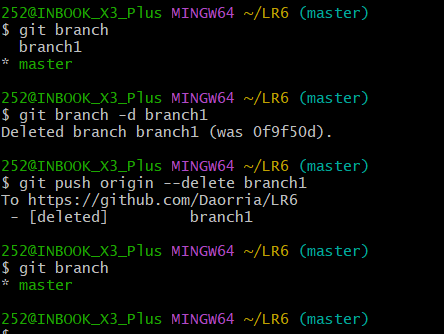 252@INBOOK_X3_Plus MINGW64 ~/LR6 (master)
$ git branch
  branch1
* master
252@INBOOK_X3_Plus MINGW64 ~/LR6 (master)
$ git branch -d branch1
Deleted branch branch1 (was 0f9f50d).
252@INBOOK_X3_Plus MINGW64 ~/LR6 (master)
$ git push origin --delete branch1
To https://github.com/Daorria/LR6
 - [deleted]         branch1
252@INBOOK_X3_Plus MINGW64 ~/LR6 (master)
$ git branch
* master
252@INBOOK_X3_Plus MINGW64 ~/LR6 (master)
$